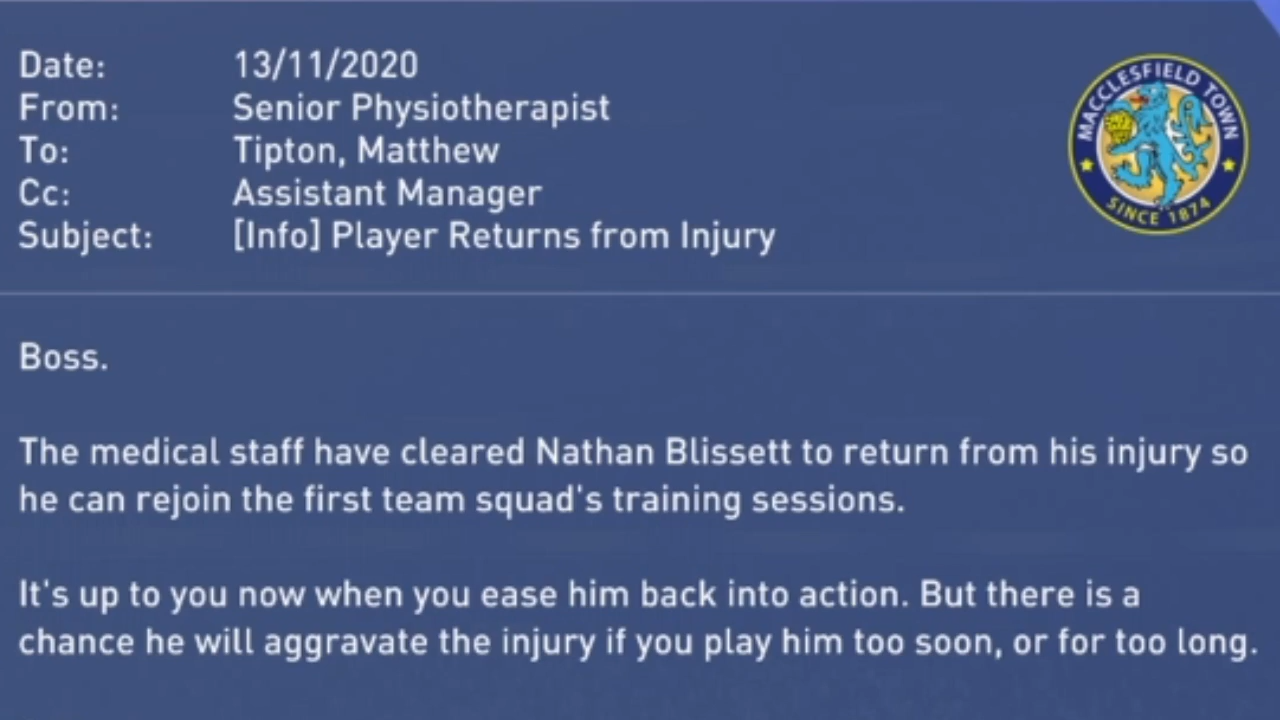 Date: 13/11/2020
From: Senior Physiotherapist
To: Tipton, Matthew
Cc: Assistant Manager
Subject: [Info] Player Returns from Injury
MACCLESFIELD TOWN
SINCE 1874
Boss.
The medical staff have cleared Nathan Blissett to return from his injury so
he can rejoin the first team squad's training sessions.
It's up to you now when you ease him back into action. But there is a
chance he will aggravate the injury if you play him too soon, or for too long.